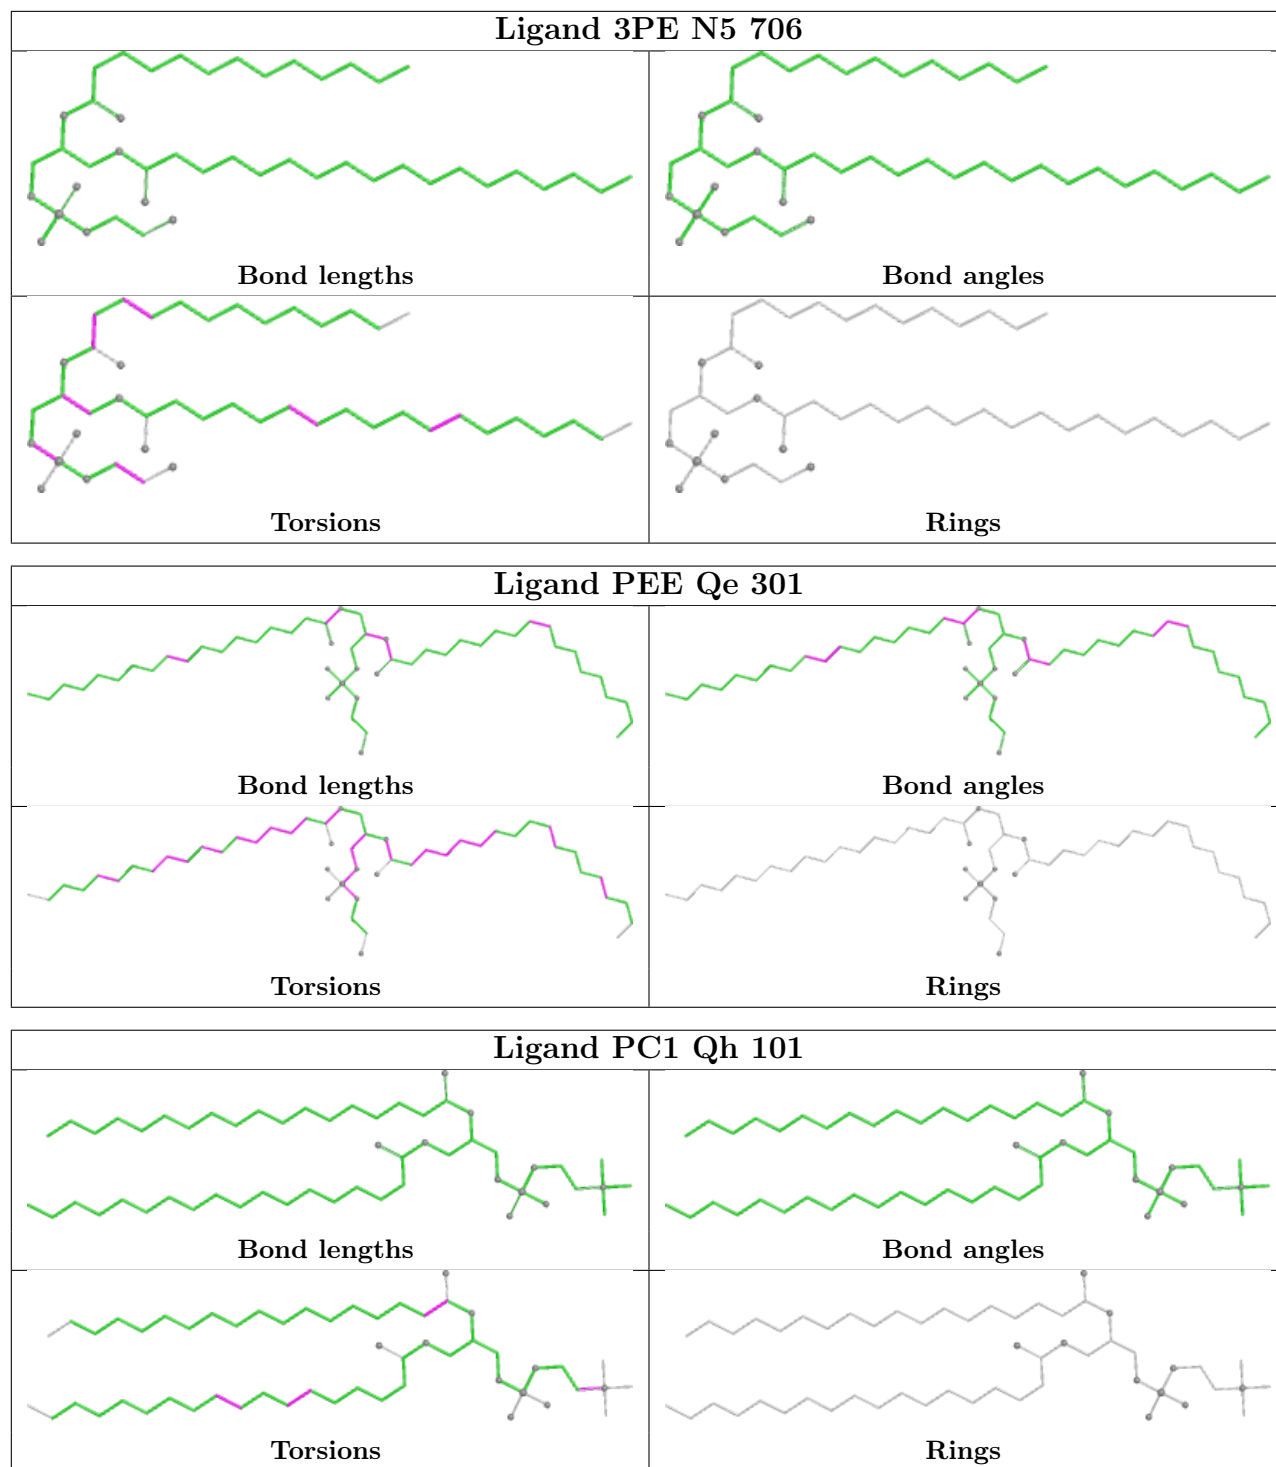 Ligand 3PE N5 706
Bond lengths
Bond angles
Torsions
Rings
Ligand PEE Qe 301
Bond lengths
Bond angles
Torsions
Rings
Ligand PC1 Qh 101
Bond lengths
Bond angles
Torsions
Rings